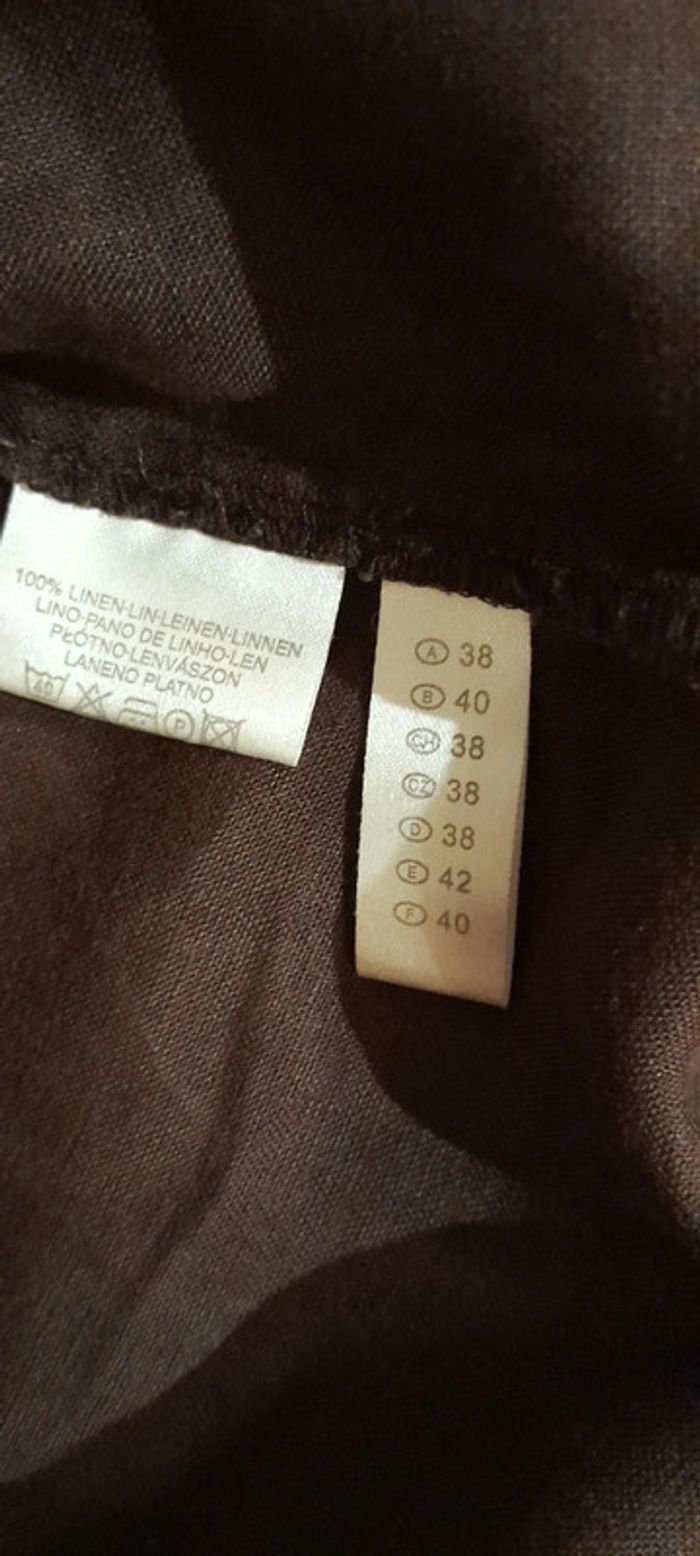 100% LINEN·LIN·LEINEN·LINNEN
LINO·PANO DE LINHO·LEN
PŁÓTNO·LENVÁSZON
LANENO PLATNO
40 P
A 38
B 40
CH 38
CZ 38
D 38
E 42
F 40